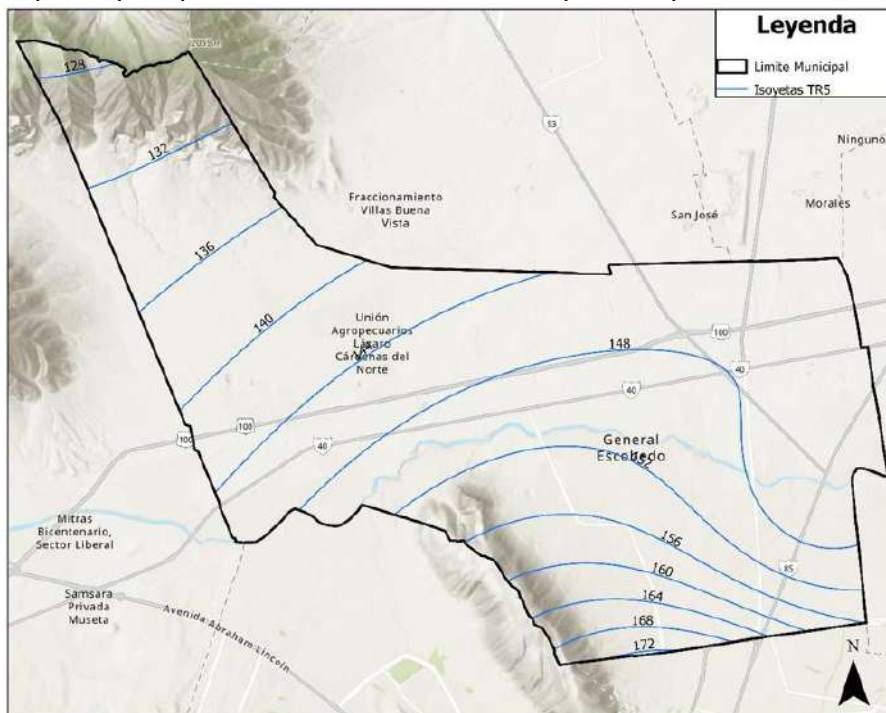 Leyenda
Limite Municipal
Isoyetas TR5
128
53
132
Ninguno
Fraccionamiento
Villas Buena
Vista
San José
Morales
136
140
Unión
Agropecuarios
Lázaro
Cárdenas del
Norte
148
100
40
40
100
100
40
General
Escobedo
152
Mitras
Bicentenario,
Sector Liberal
156
160
85
Samsara
Privada
Museta
Avenida Abraham Lincoln
164
168
172
N